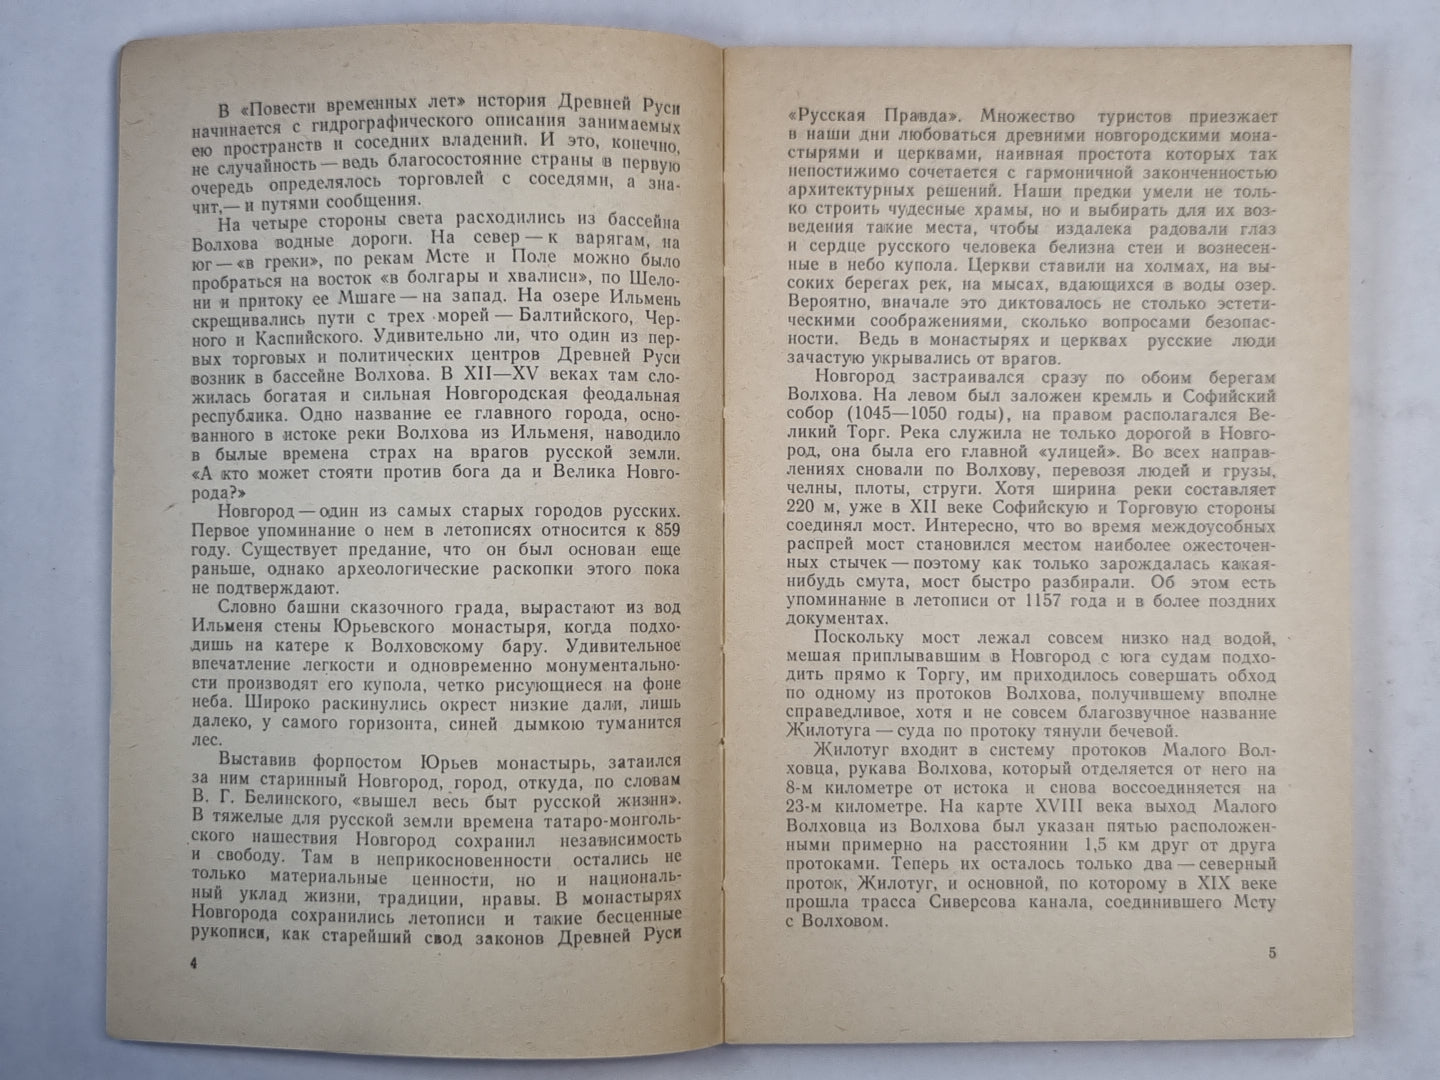 В «Повести временных лет» история Древней Руси
начинается с гидрографического описания занимаемых
ею пространств и соседних владений. И это, конечно,
не случайность — ведь благосостояние страны в первую
очередь определялось торговлей с соседями, а зна-
чит,— и путями сообщения.
На четыре стороны света расходились из бассейна
Волхова водные дороги. На север — к варягам, на
юг — «в греки», по рекам Мсте и Поле можно было
пробраться на восток «в болгары и хвалиси», по Шело-
ни и притоку ее Мшаге — на запад. На озере Ильмень
скрещивались пути с трех морей — Балтийского, Чер-
ного и Каспийского. Удивительно ли, что один из пер-
вых торговых и политических центров Древней Руси
возник в бассейне Волхова. В XII—XV веках там сло-
жилась богатая и сильная Новгородская феодальная
республика. Одно название ее главного города, осно-
ванного в истоке реки Волхова из Ильменя, наводило
в былые времена страх на врагов русской земли.
«А кто может стояти против бога да и Велика Новго-
рода?»
Новгород — один из самых старых городов русских.
Первое упоминание о нем в летописях относится к 859
году. Существует предание, что он был основан еще
раньше, однако археологические раскопки этого пока
не подтверждают.
Словно башни сказочного града, вырастают из вод
Ильменя стены Юрьевского монастыря, когда подхо-
дишь на катере к Волховскому бару. Удивительное
впечатление легкости и одновременно монументально-
сти производят его купола, четко рисующиеся на фоне
неба. Широко раскинулись окрест низкие дали, лишь
далеко, у самого горизонта, синей дымкою туманится
лес.
Выставив форпостом Юрьев монастырь, затаился
за ним старинный Новгород, город, откуда, по словам
В. Г. Белинского, «вышел весь быт русской жизни».
В тяжелые для русской земли времена татаро-монголь-
ского нашествия Новгород сохранил независимость
и свободу. Там в неприкосновенности остались не
только материальные ценности, но и националь-
ный уклад жизни, традиции, нравы. В монастырях
Новгорода сохранились летописи и такие бесценные
рукописи, как старейший свод законов Древней Руси
4
«Русская Правда». Множество туристов приезжает
в наши дни любоваться древними новгородскими мона-
стырями и церквами, наивная простота которых так
непостижимо сочетается с гармоничной законченностью
архитектурных решений. Наши предки умели не толь-
ко строить чудесные храмы, но и выбирать для их воз-
ведения такие места, чтобы издалека радовали глаз
и сердце русского человека белизна стен и вознесен-
ные в небо купола. Церкви ставили на холмах, на вы-
соких берегах рек, на мысах, вдающихся в воды озер.
Вероятно, вначале это диктовалось не столько эстети-
ческими соображениями, сколько вопросами безопас-
ности. Ведь в монастырях и церквах русские люди
зачастую укрывались от врагов.
Новгород застраивался сразу по обоим берегам
Волхова. На левом был заложен кремль и Софийский
собор (1045—1050 годы), на правом располагался Ве-
ликий Торг. Река служила не только дорогой в Новго-
род, она была его главной «улицей». Во всех направ-
лениях сновали по Волхову, перевозя людей и грузы,
челны, плоты, струги. Хотя ширина реки составляет
220 м, уже в XII веке Софийскую и Торговую стороны
соединял мост. Интересно, что во время междоусобных
распрей мост становился местом наиболее ожесточен-
ных стычек — поэтому как только зарождалась какая-
нибудь смута, мост быстро разбирали. Об этом есть
упоминание в летописи от 1157 года и в более поздних
документах.
Поскольку мост лежал совсем низко над водой,
мешая приплывавшим в Новгород с юга судам подхо-
дить прямо к Торгу, им приходилось совершать обход
по одному из протоков Волхова, получившему вполне
справедливое, хотя и не совсем благозвучное название
Жилотуга — суда по протоку тянули бечевой.
Жилотуг входит в систему протоков Малого Вол-
ховца, рукава Волхова, который отделяется от него на
8-м километре от истока и снова воссоединяется на
23-м километре. На карте XVIII века выход Малого
Волховца из Волхова был указан пятью расположен-
ными примерно на расстоянии 1,5 км друг от друга
протоками. Теперь их осталось только два — северный
проток, Жилотуг, и основной, по которому в XIX веке
прошла трасса Сиверсова канала, соединившего Мсту
с Волховом.
5